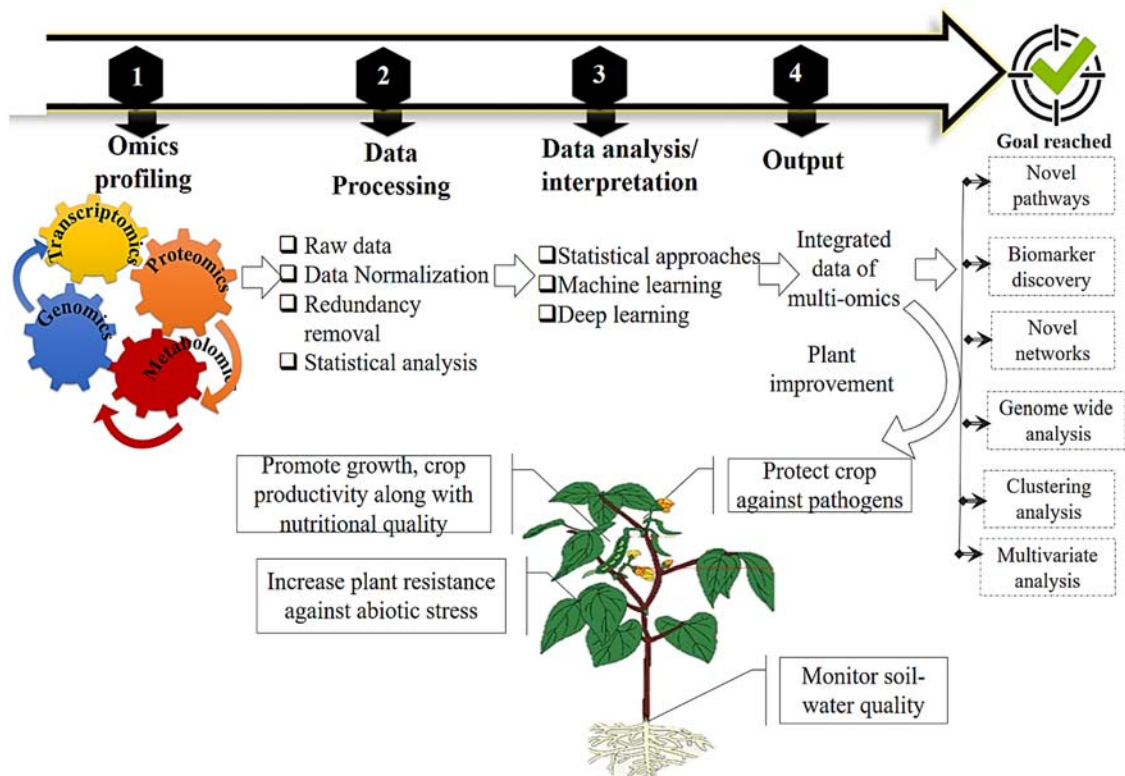 1
2
3
4
Goal reached
Omics
profiling
Data
Processing
Data analysis/
interpretation
Output
Transcriptomics
Proteomics
Genomics
Metabolomic
Raw data
Data Normalization
Redundancy
removal
Statistical analysis
Statistical approaches
Machine learning
Deep learning
Integrated
data of
multi-omics
Plant
improvement
Novel
pathways
Biomarker
discovery
Novel
networks
Genome wide
analysis
Clustering
analysis
Multivariate
analysis
Promote growth, crop
productivity along with
nutritional quality
Protect crop
against pathogens
Increase plant resistance
against abiotic stress
Monitor soil-
water quality